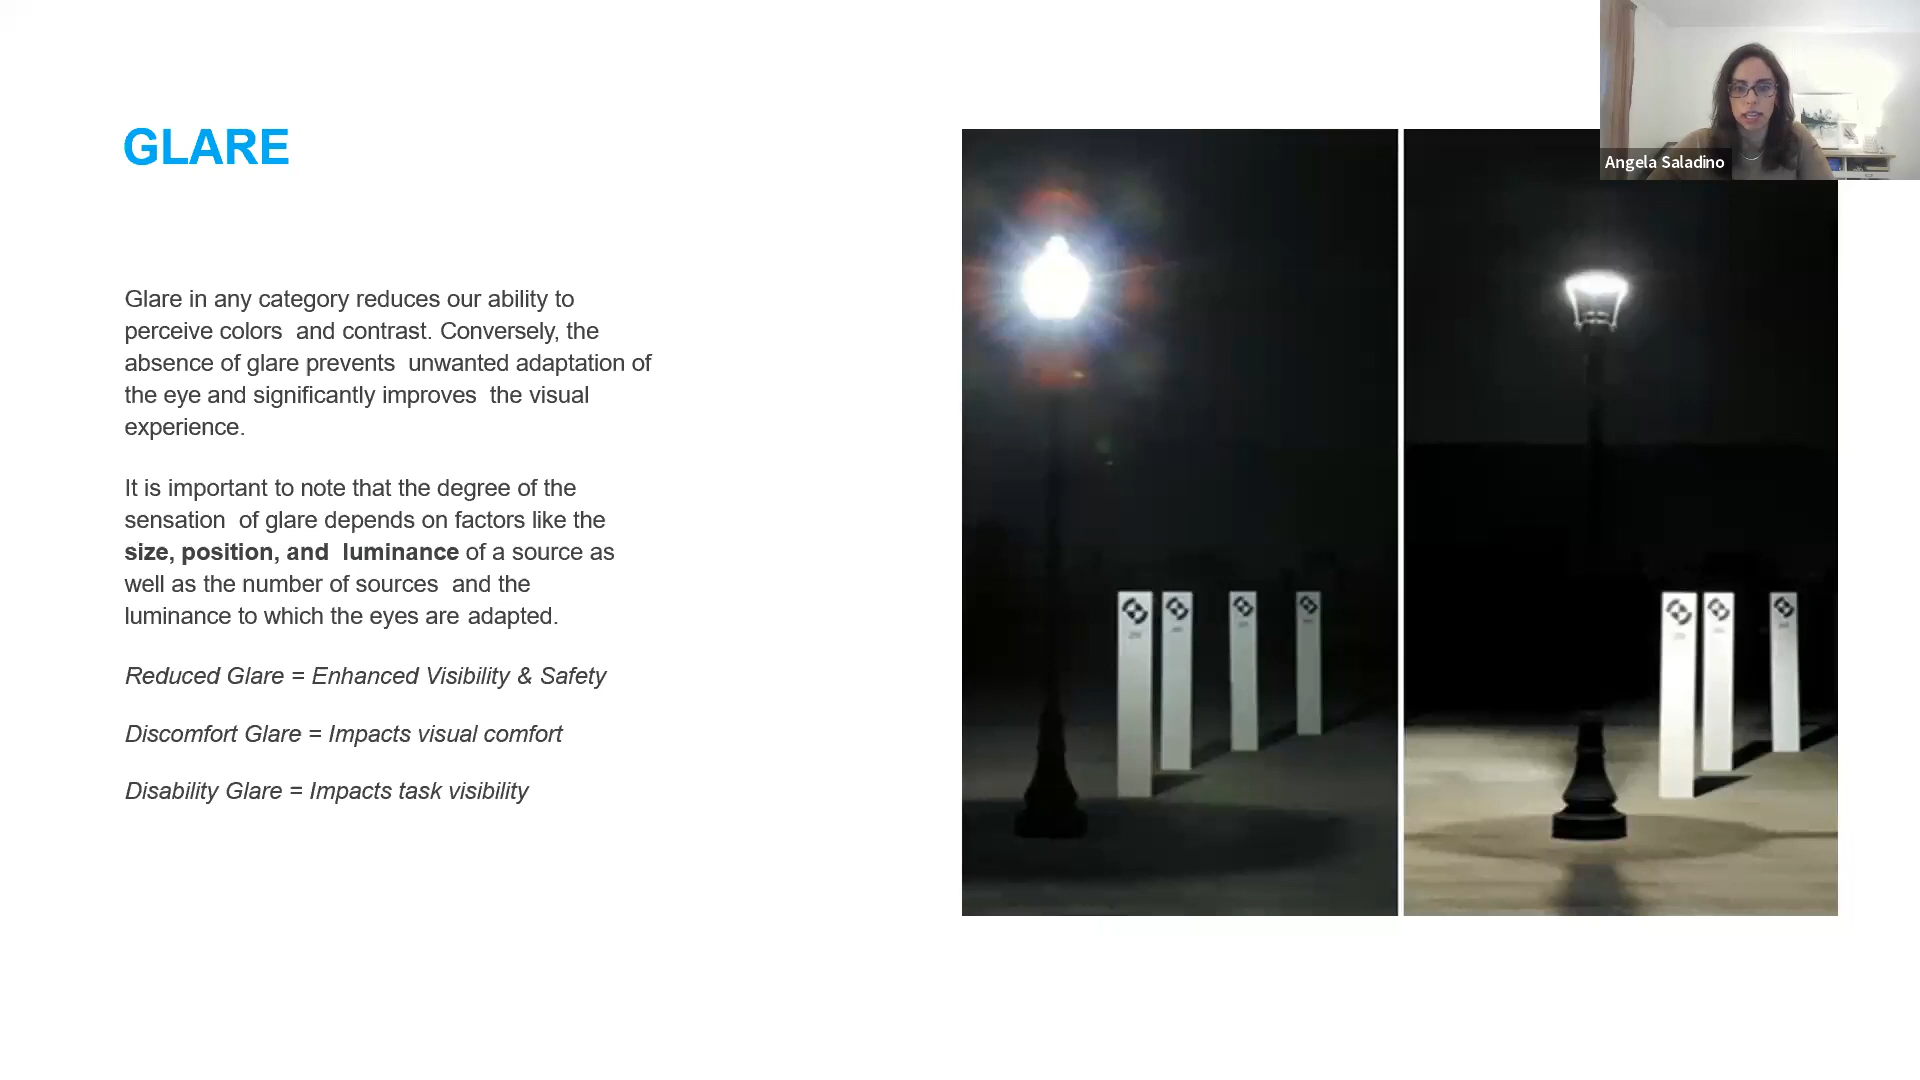 Angela Saladino
GLARE
Glare in any category reduces our ability to
perceive colors and contrast. Conversely, the
absence of glare prevents unwanted adaptation of
the eye and significantly improves the visual
experience.
It is important to note that the degree of the
sensation of glare depends on factors like the
size, position, and luminance of a source as
well as the number of sources and the
luminance to which the eyes are adapted.
Reduced Glare = Enhanced Visibility & Safety
Discomfort Glare = Impacts visual comfort
Disability Glare = Impacts task visibility